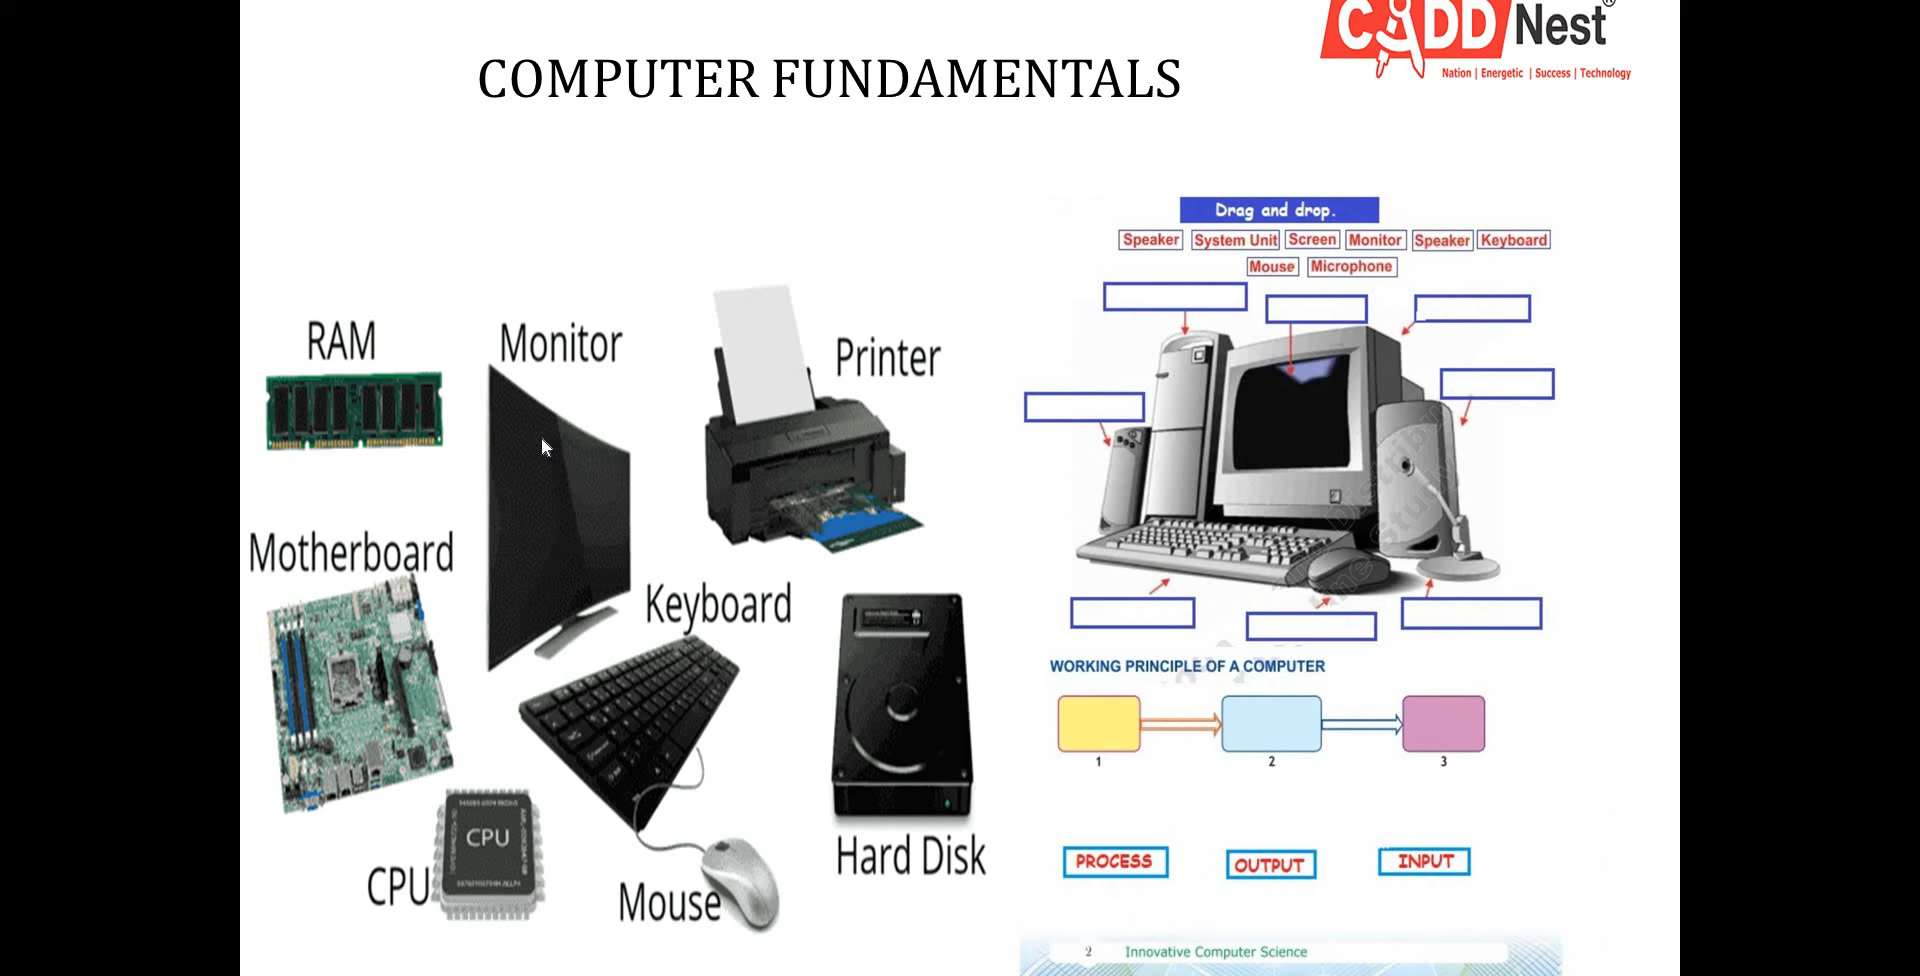 CADD Nest®
Nation | Energetic | Success | Technology
COMPUTER FUNDAMENTALS
RAM
Monitor
Printer
Motherboard
Keyboard
CPU
CPU
Mouse
Hard Disk
Drag and drop.
Speaker System Unit Screen Monitor Speaker Keyboard
Mouse Microphone
WORKING PRINCIPLE OF A COMPUTER
1 2 3
PROCESS OUTPUT INPUT
2 Innovative Computer Science